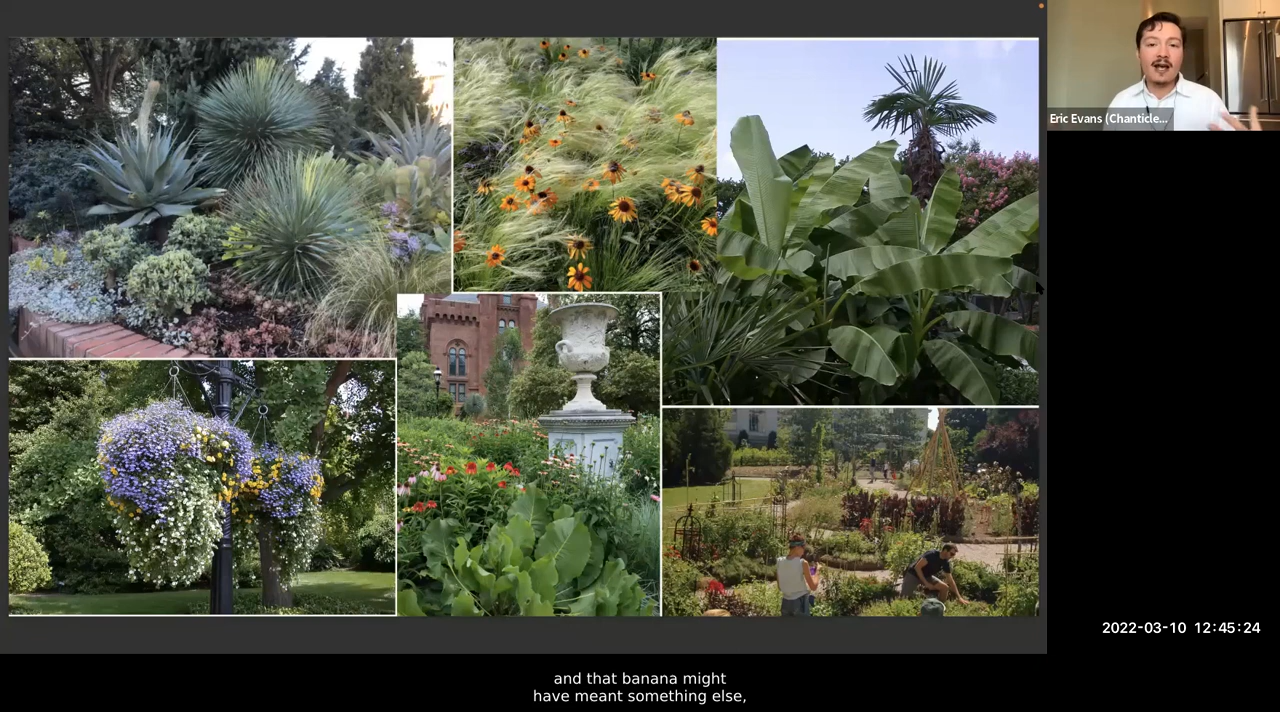 Eric Evans (Chanticle...
2022-03-10 12:45:24
and that banana might
have meant something else,